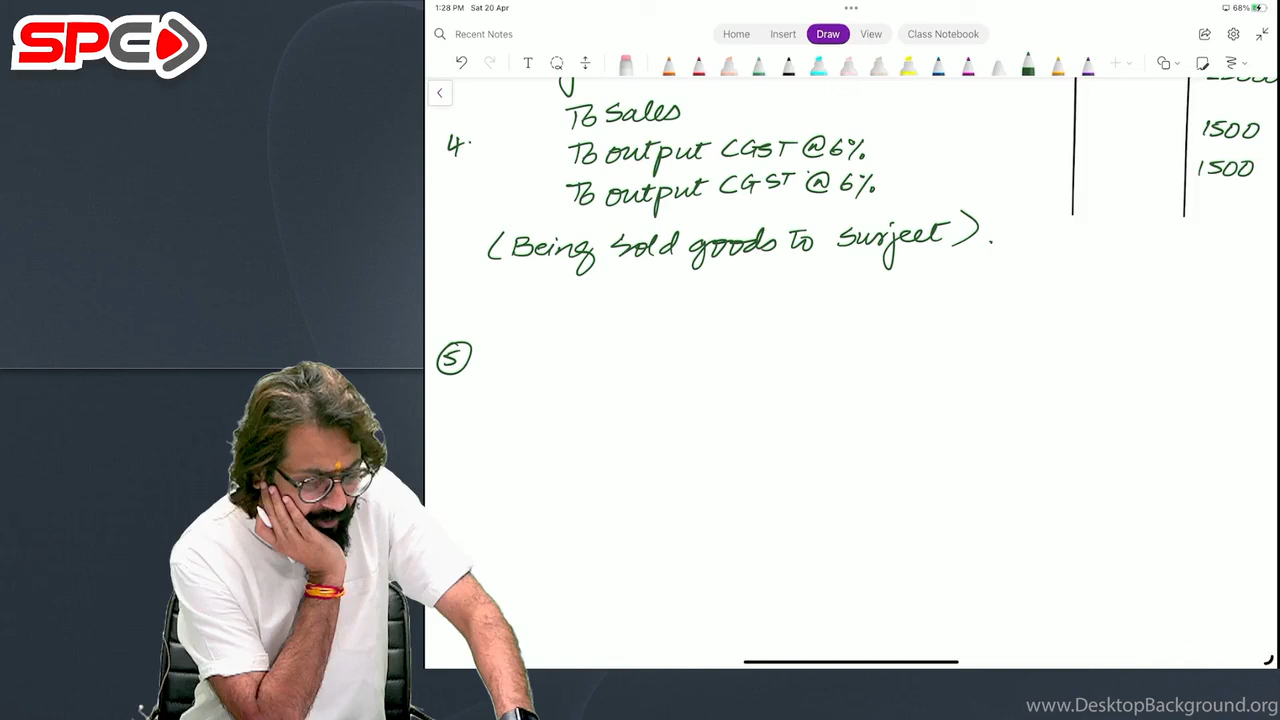 SPE
1:28 PM Sat 20 Apr
68%
Recent Notes
Home Insert Draw View Class Notebook
To Sales
4. To output CGST @6% 1500
To output CGST @6% 1500
(Being sold goods to Surjeet).
5
www.DesktopBackground.org